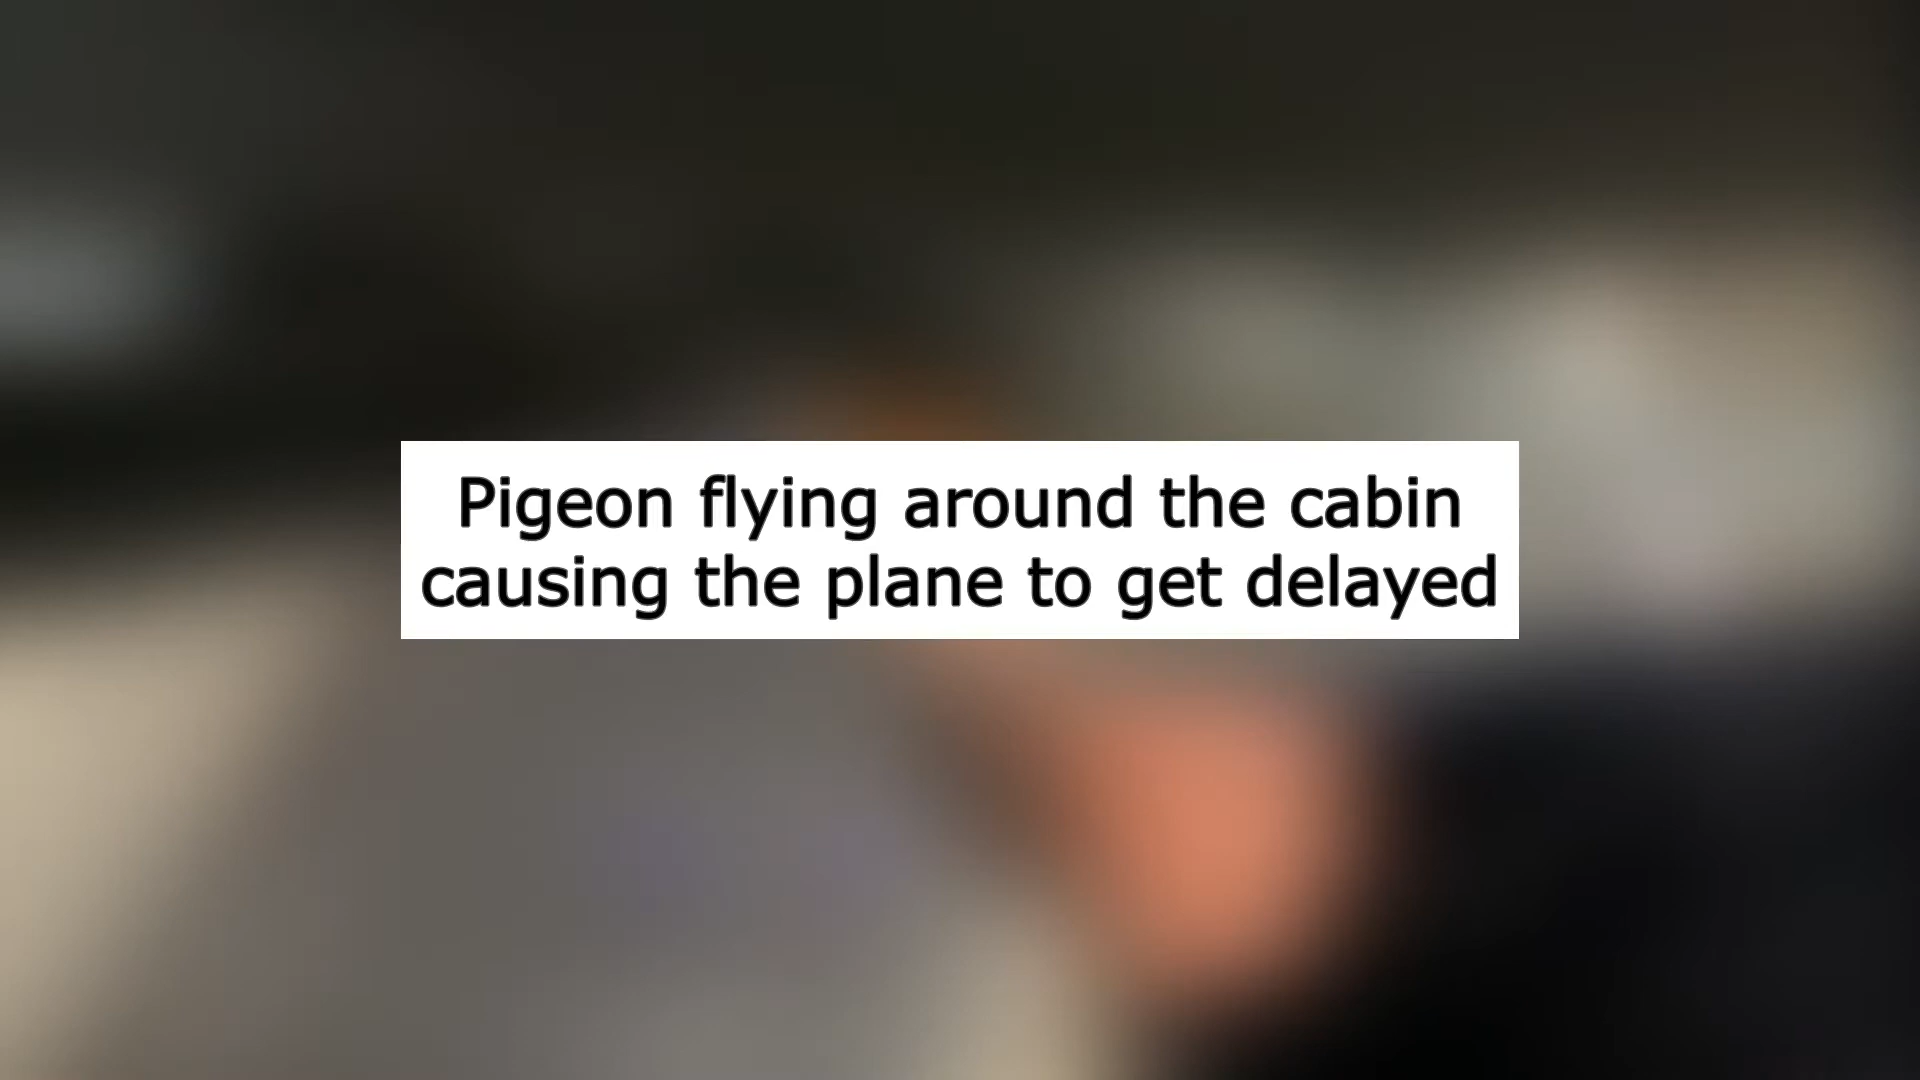 Pigeon flying around the cabin
causing the plane to get delayed